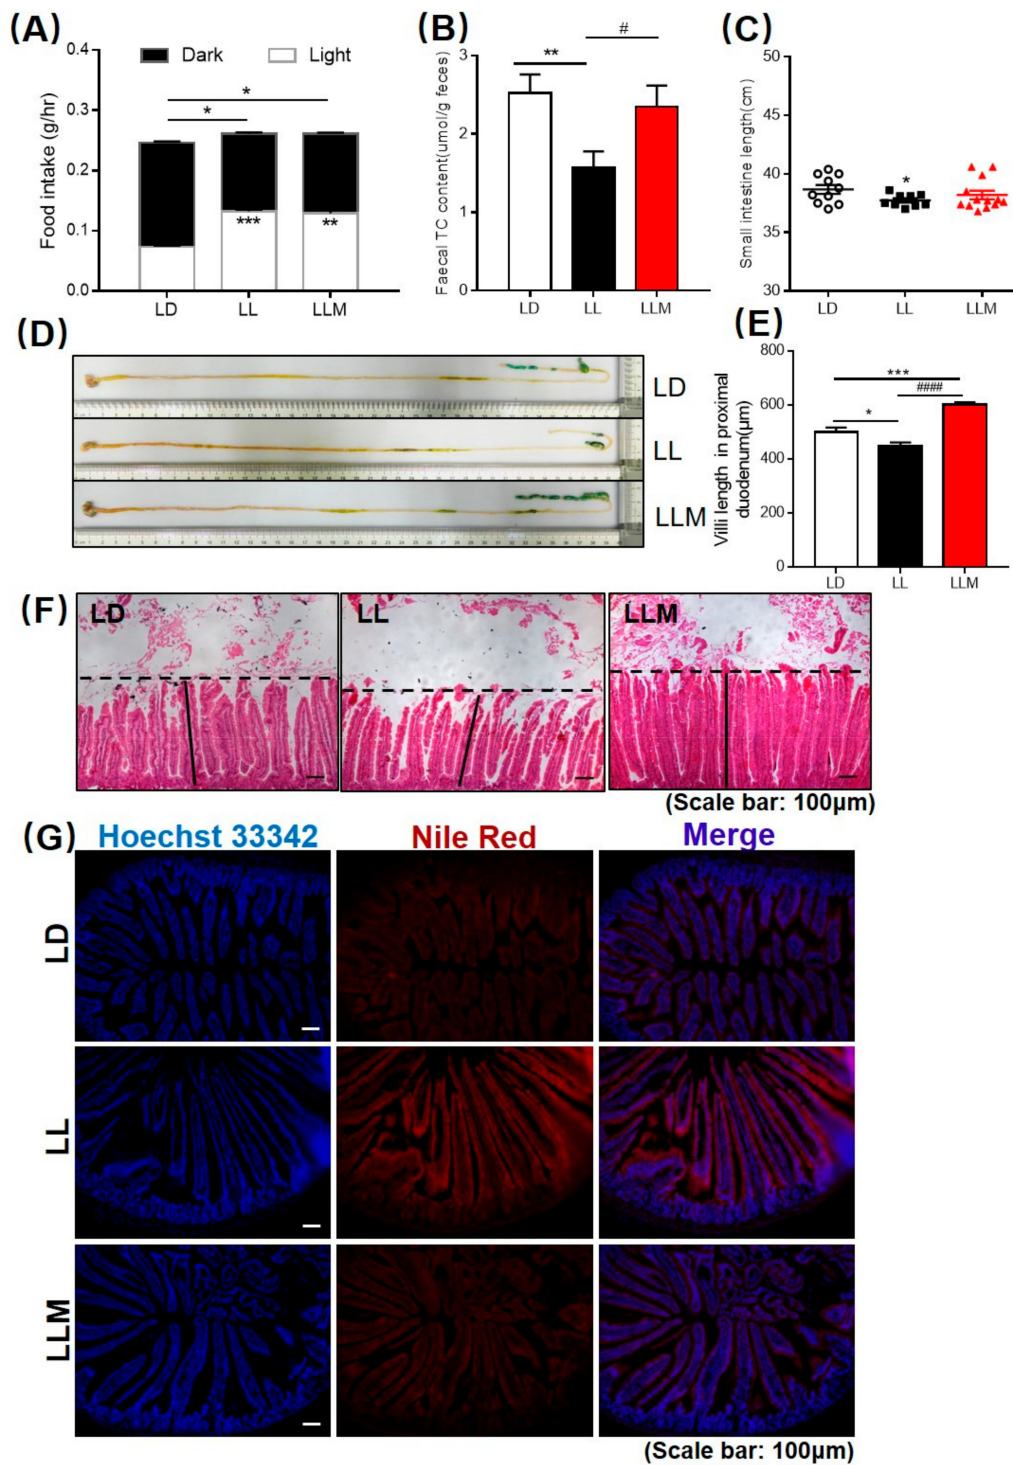 (A)
0.4
0.3
0.2
0.1
0.0
Food intake (g/hr)
Dark
Light
*
*
***
**
LD
LL
LLM
(B)
3
2
1
0
Faecal TC content(umol/g feces)
**
#
LD
LL
LLM
(C)
50
45
40
35
30
Small intestine length(cm)
*
LD
LL
LLM
(D)
LD
LL
LLM
(E)
800
600
400
200
0
Villi length in proximal
duodenum(μm)
***
####
*
LD
LL
LLM
(F)
LD
LL
LLM
(Scale bar: 100μm)
(G)
Hoechst 33342
Nile Red
Merge
LD
LL
LLM
(Scale bar: 100μm)